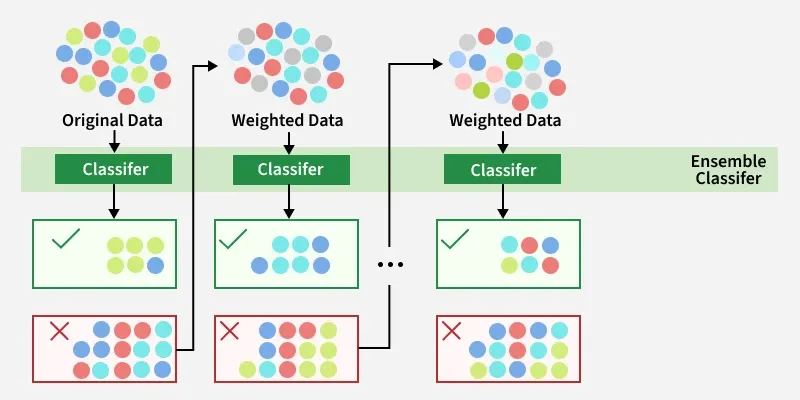 Original Data
Weighted Data
Weighted Data
Classifer
Classifer
Classifer
Ensemble
Classifer
...